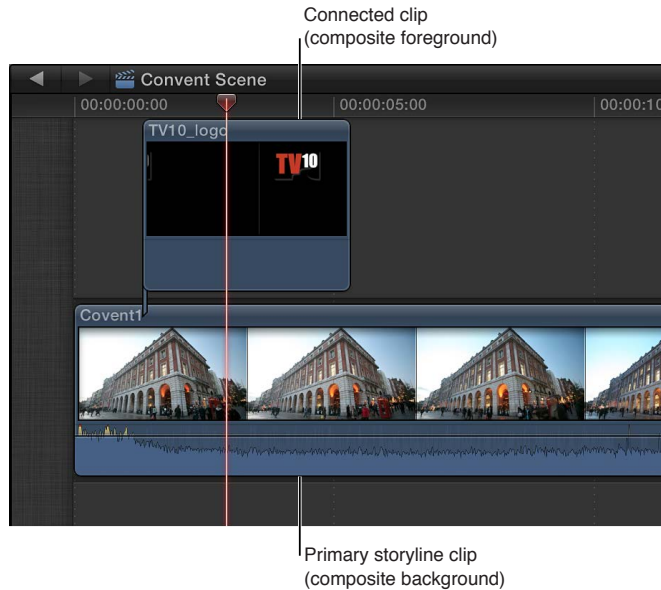 Connected clip
(composite foreground)
Convent Scene
00:00:00:00
00:00:05:00
00:00:10
TV10_logo
TV10
Covent1
Primary storyline clip
(composite background)